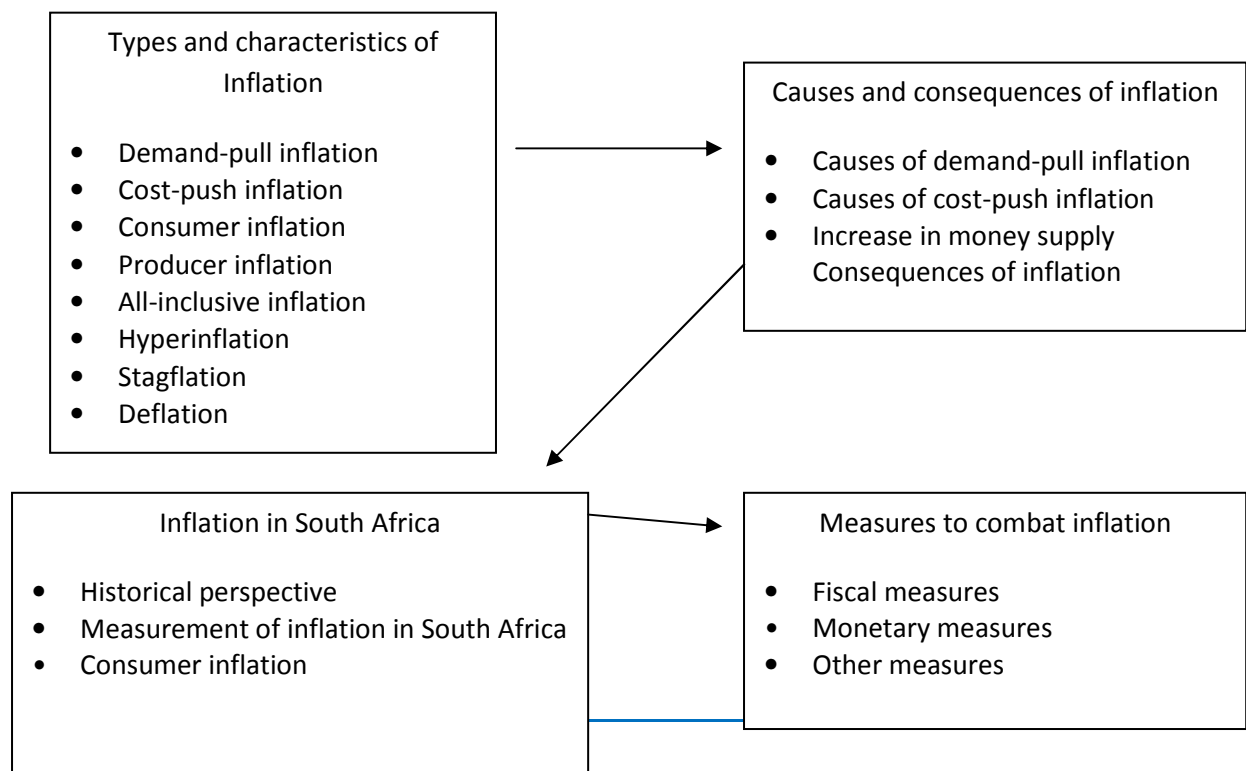 Types and characteristics of
Inflation
• Demand-pull inflation
• Cost-push inflation
• Consumer inflation
• Producer inflation
• All-inclusive inflation
• Hyperinflation
• Stagflation
• Deflation
Causes and consequences of inflation
• Causes of demand-pull inflation
• Causes of cost-push inflation
• Increase in money supply
Consequences of inflation
Inflation in South Africa
• Historical perspective
• Measurement of inflation in South Africa
• Consumer inflation
Measures to combat inflation
• Fiscal measures
• Monetary measures
• Other measures